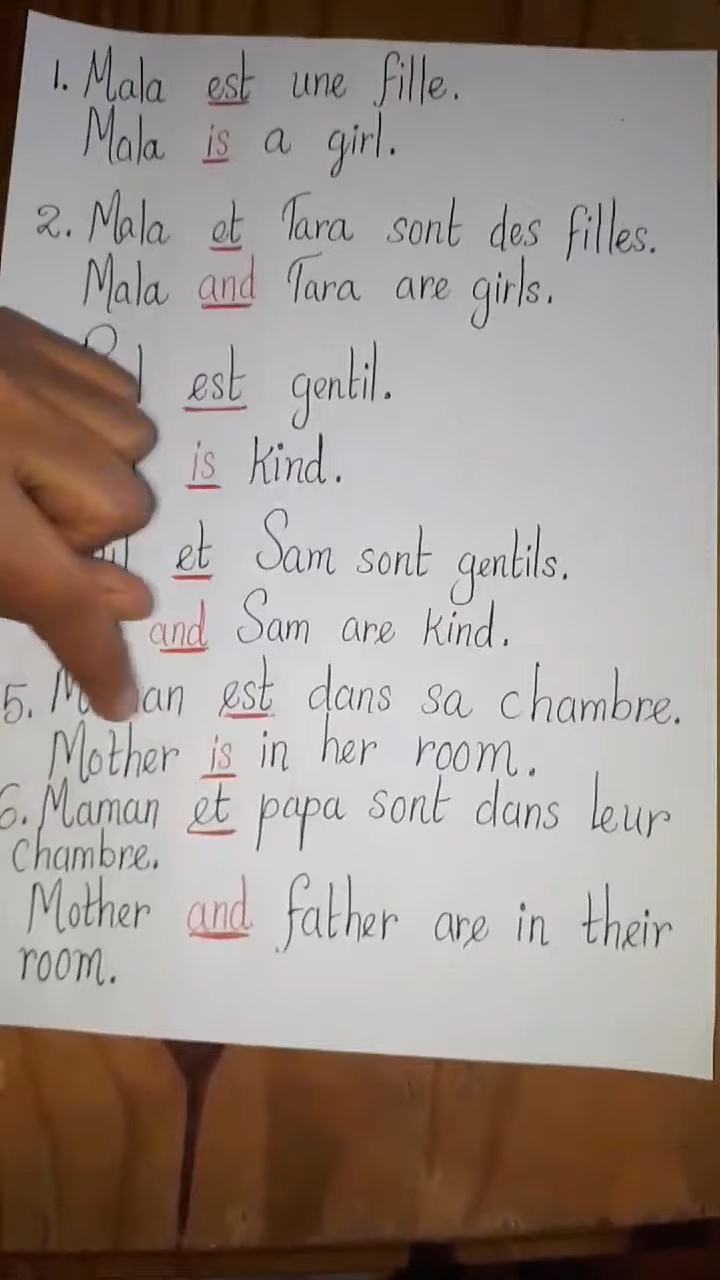 1. Mala est une fille.
Mala is a girl.
2. Mala et Tara sont des filles.
Mala and Tara are girls.
est gentil.
is kind.
et Sam sont gentils.
and Sam are kind.
5. est dans sa chambre.
Mother is in her room.
6. Maman et papa sont dans leur
Chambre.
Mother and father are in their
room.